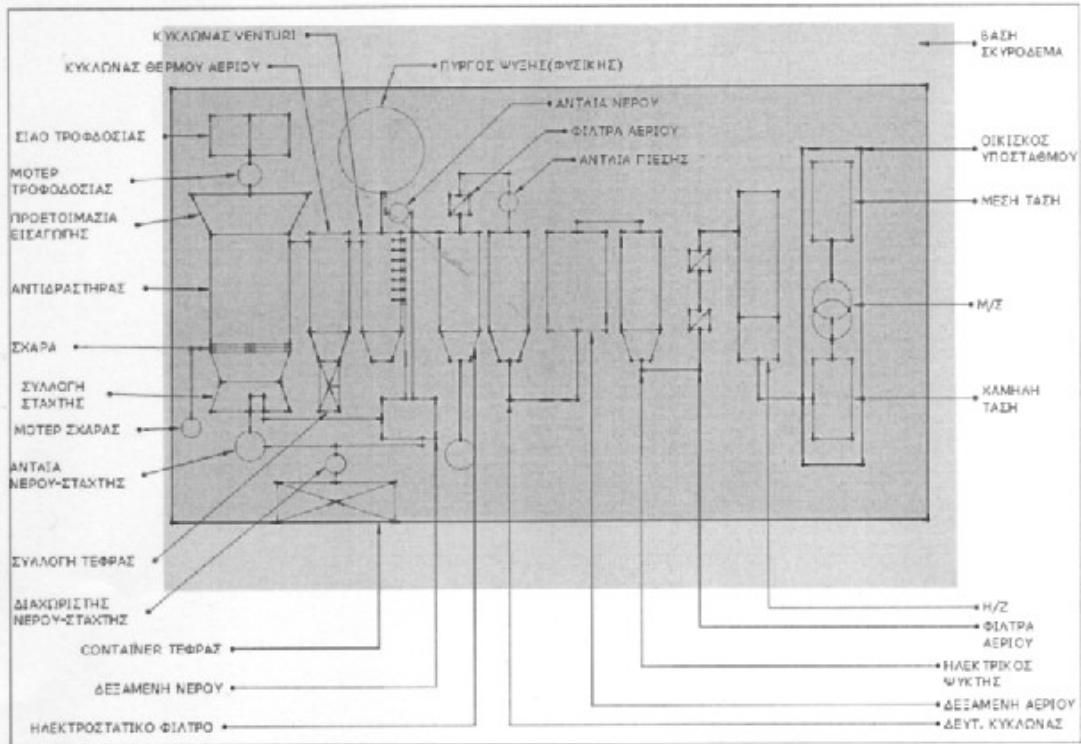 ΚΥΚΛΩΝΑΣ VENTURI
ΚΥΚΛΩΝΑΣ ΘΕΡΜΟΥ ΑΕΡΙΟΥ
ΠΥΡΓΟΣ ΨΥΞΗΣ(ΦΥΣΙΚΗΣ)
ΑΝΤΛΙΑ ΝΕΡΟΥ
ΦΙΛΤΡΑ ΑΕΡΙΟΥ
ΑΝΤΛΙΑ ΠΙΕΣΗΣ
ΒΑΣΗ
ΣΚΥΡΟΔΕΜΑ
ΟΙΚΙΣΚΟΣ
ΥΠΟΣΤΑΘΜΟΥ
ΜΕΣΗ ΤΑΣΗ
Μ/Σ
ΧΑΜΗΛΗ
ΤΑΣΗ
ΣΙΛΟ ΤΡΟΦΔΟΣΙΑΣ
ΜΟΤΕΡ
ΤΡΟΦΟΔΟΣΙΑΣ
ΠΡΟΕΤΟΙΜΑΣΙΑ
ΕΙΣΑΓΩΓΗΣ
ΑΝΤΙΔΡΑΣΤΗΡΑΣ
ΣΧΑΡΑ
ΣΥΛΛΟΓΗ
ΣΤΑΧΤΗΣ
ΜΟΤΕΡ ΣΧΑΡΑΣ
ΑΝΤΛΙΑ
ΝΕΡΟΥ-ΣΤΑΧΤΗΣ
ΣΥΛΛΟΓΗ ΤΕΦΡΑΣ
ΔΙΑΧΩΡΙΣΤΗΣ
ΝΕΡΟΥ-ΣΤΑΧΤΗΣ
CONTAINER ΤΕΦΡΑΣ
ΔΕΞΑΜΕΝΗ ΝΕΡΟΥ
ΗΛΕΚΤΡΟΣΤΑΤΙΚΟ ΦΙΛΤΡΟ
Η/Ζ
ΦΙΛΤΡΑ
ΑΕΡΙΟΥ
ΗΛΕΚΤΡΙΚΟΣ
ΨΥΚΤΗΣ
ΔΕΞΑΜΕΝΗ ΑΕΡΙΟΥ
ΔΕΥΤ. ΚΥΚΛΩΝΑΣ